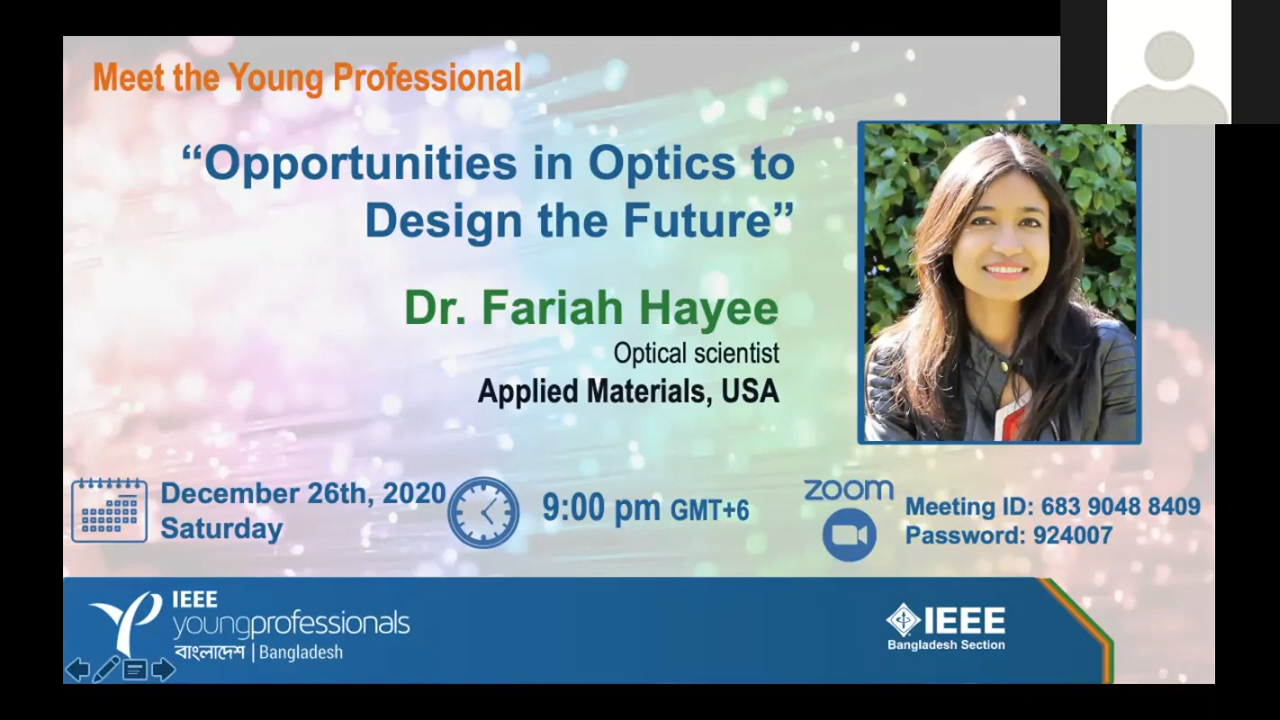 Meet the Young Professional
“Opportunities in Optics to
Design the Future”
Dr. Fariah Hayee
Optical scientist
Applied Materials, USA
December 26th, 2020
Saturday
9:00 pm GMT+6
zoom
Meeting ID: 683 9048 8409
Password: 924007
IEEE
youngprofessionals
বাংলাদেশ | Bangladesh
IEEE
Bangladesh Section